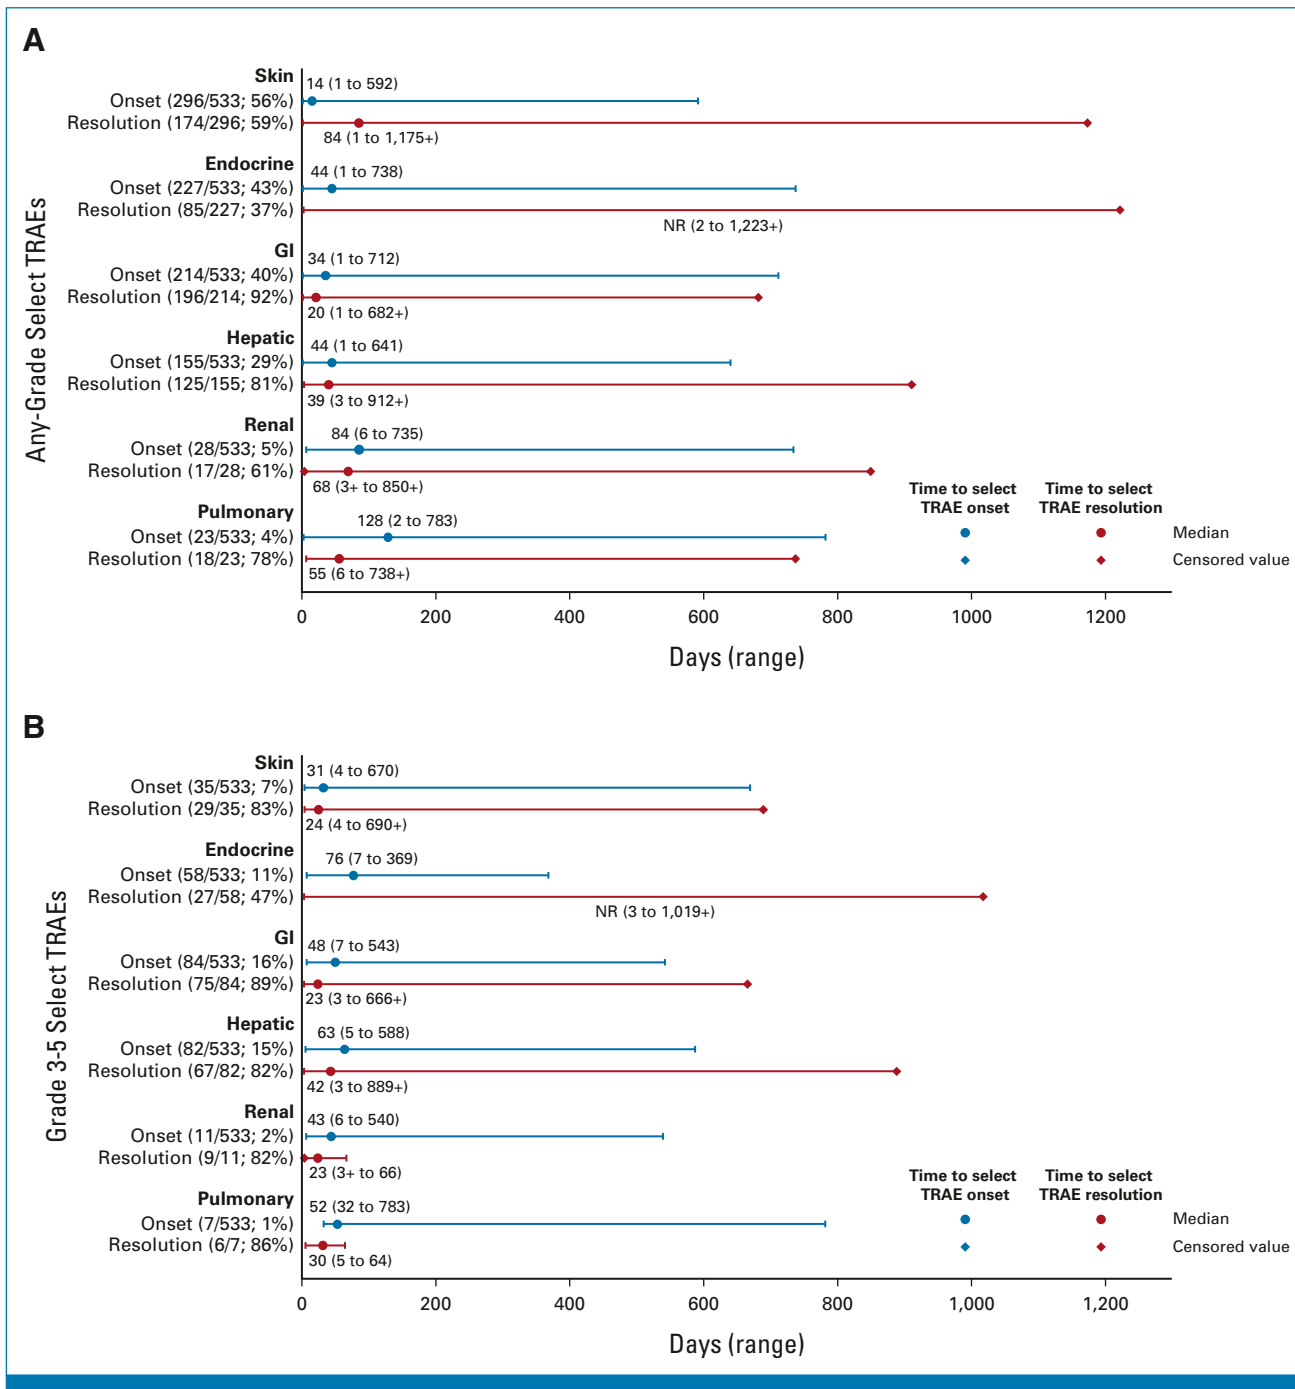 A
Any-Grade Select TRAEs
Skin
14 (1 to 592)
Onset (296/533; 56%)
Resolution (174/296; 59%)
84 (1 to 1,175+)
Endocrine
44 (1 to 738)
Onset (227/533; 43%)
Resolution (85/227; 37%)
NR (2 to 1,223+)
GI
34 (1 to 712)
Onset (214/533; 40%)
Resolution (196/214; 92%)
20 (1 to 682+)
Hepatic
44 (1 to 641)
Onset (155/533; 29%)
Resolution (125/155; 81%)
39 (3 to 912+)
Renal
84 (6 to 735)
Onset (28/533; 5%)
Resolution (17/28; 61%)
68 (3+ to 850+)
Pulmonary
128 (2 to 783)
Onset (23/533; 4%)
Resolution (18/23; 78%)
55 (6 to 738+)
Time to select TRAE onset
Time to select TRAE resolution
Median
Censored value
0 200 400 600 800 1000 1200
Days (range)
B
Grade 3-5 Select TRAEs
Skin
31 (4 to 670)
Onset (35/533; 7%)
Resolution (29/35; 83%)
24 (4 to 690+)
Endocrine
76 (7 to 369)
Onset (58/533; 11%)
Resolution (27/58; 47%)
NR (3 to 1,019+)
GI
48 (7 to 543)
Onset (84/533; 16%)
Resolution (75/84; 89%)
23 (3 to 666+)
Hepatic
63 (5 to 588)
Onset (82/533; 15%)
Resolution (67/82; 82%)
42 (3 to 889+)
Renal
43 (6 to 540)
Onset (11/533; 2%)
Resolution (9/11; 82%)
23 (3+ to 66)
Pulmonary
52 (32 to 783)
Onset (7/533; 1%)
Resolution (6/7; 86%)
30 (5 to 64)
Time to select TRAE onset
Time to select TRAE resolution
Median
Censored value
0 200 400 600 800 1,000 1,200
Days (range)